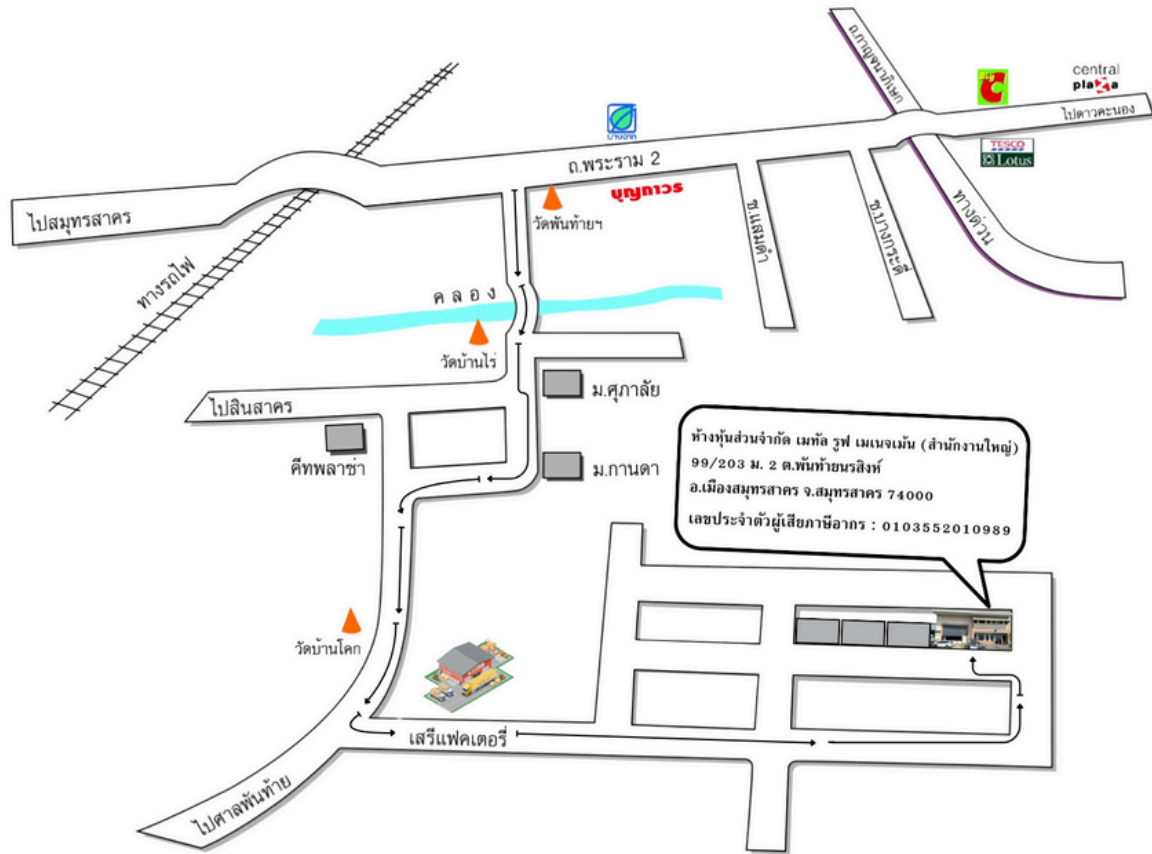 ถ.กาญจนาภิเษก
Big C
central
plaza
ไปดาวคะนอง
บางจาก
TESCO
Lotus
ถ.พระราม 2
บุญถาวร
ไปสมุทรสาคร
วัดพันท้ายฯ
ซ.แสมดำ
ซ.บางกระดี่
ทางด่วน
ทางรถไฟ
คลอง
วัดบ้านไร่
ไปสินสาคร
ม.ศุภาลัย
คีทพลาซ่า
ม.กานดา
ห้างหุ้นส่วนจำกัด เมทัล รูฟ เมเนจเม้น (สำนักงานใหญ่)
99/203 ม. 2 ต.พันท้ายนรสิงห์
อ.เมืองสมุทรสาคร จ.สมุทรสาคร 74000
เลขประจำตัวผู้เสียภาษีอากร : 0103552010989
วัดบ้านโคก
เสรีแฟคเตอรี่
ไปศาลพันท้าย